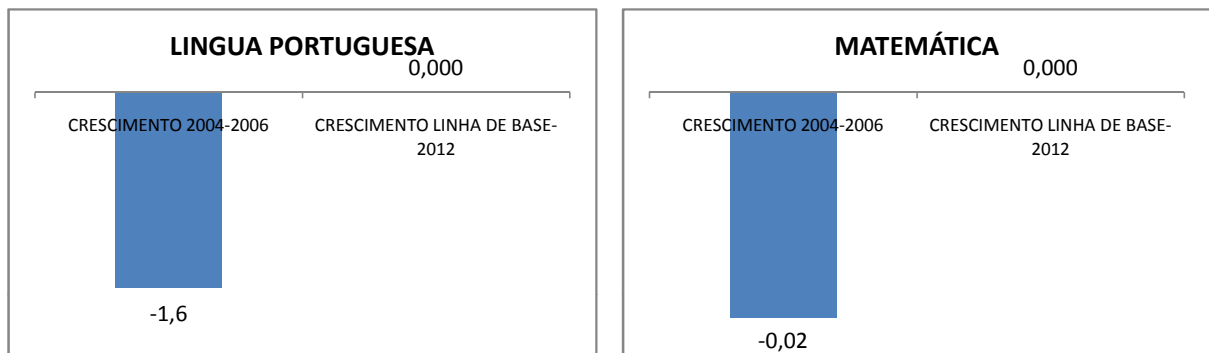 LINGUA PORTUGUESA
0,000
CRESCIMENTO 2004-2006
CRESCIMENTO LINHA DE BASE-
2012
-1,6
MATEMÁTICA
0,000
CRESCIMENTO 2004-2006
CRESCIMENTO LINHA DE BASE-
2012
-0,02